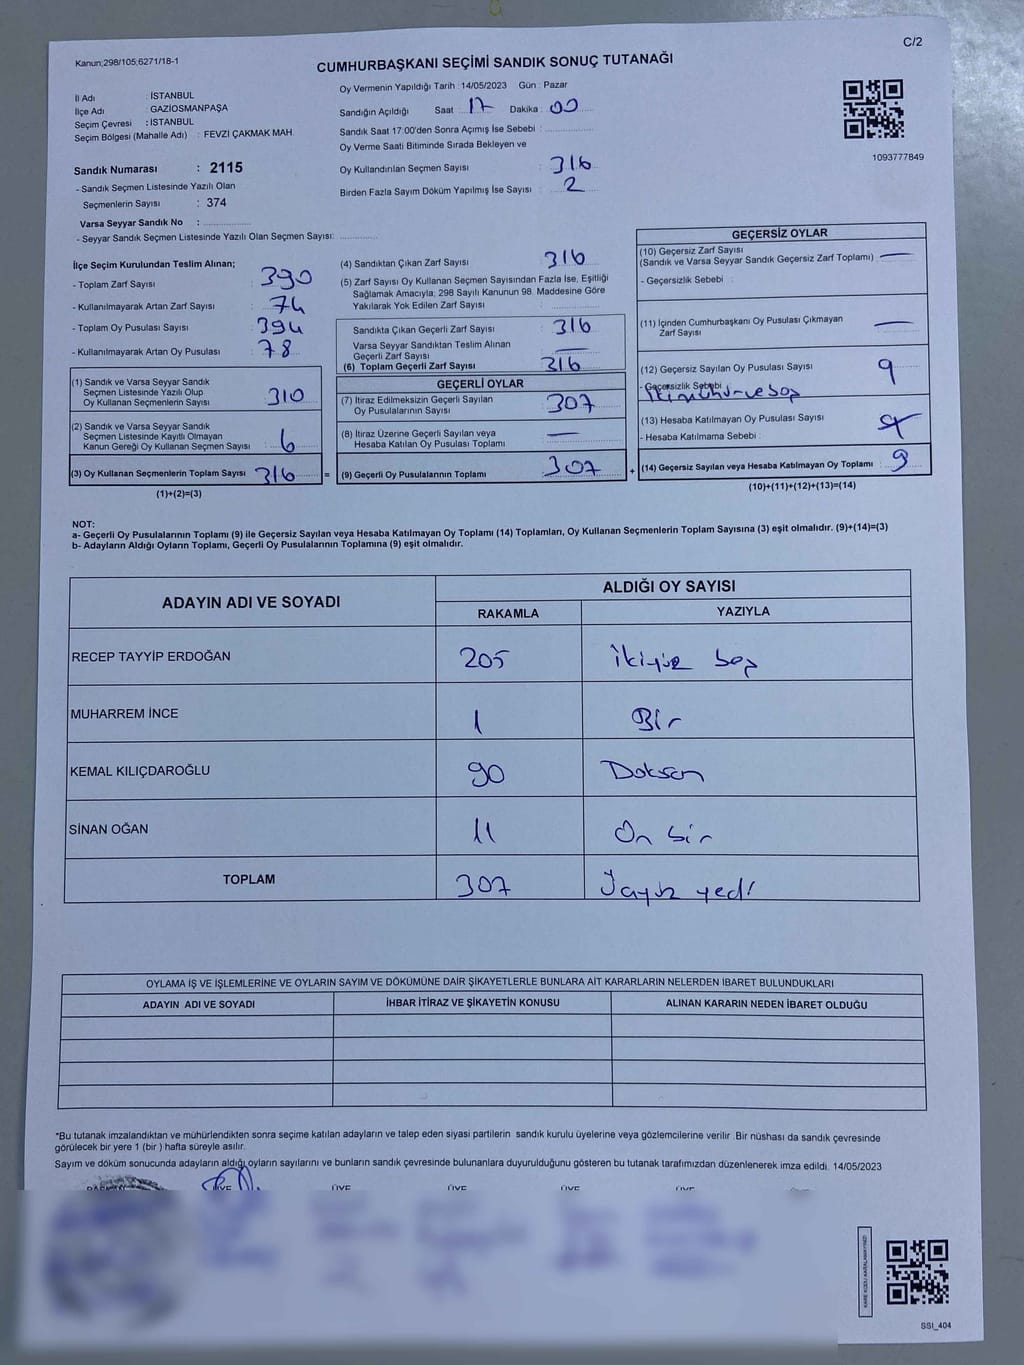 C/2
Kanun;298/105;6271/18-1
CUMHURBAŞKANI SEÇİMİ SANDIK SONUÇ TUTANAĞI
İl Adı : İSTANBUL
İlçe Adı : GAZİOSMANPAŞA
Seçim Çevresi : İSTANBUL
Seçim Bölgesi (Mahalle Adı) : FEVZİ ÇAKMAK MAH.
Sandık Numarası : 2115
- Sandık Seçmen Listesinde Yazılı Olan
Seçmenlerin Sayısı : 374
Varsa Seyyar Sandık No :
- Seyyar Sandık Seçmen Listesinde Yazılı Olan Seçmen Sayısı:
Oy Vermenin Yapıldığı Tarih : 14/05/2023 Gün : Pazar
Sandığın Açıldığı Saat : 17 Dakika : 00
Sandık Saat 17:00'den Sonra Açımış İse Sebebi :
Oy Verme Saati Bitiminde Sırada Bekleyen ve
Oy Kullandırılan Seçmen Sayısı : 316
Birden Fazla Sayım Döküm Yapılmış İse Sayısı : 2
1093777849
İlçe Seçim Kurulundan Teslim Alınan;
- Toplam Zarf Sayısı : 390
- Kullanılmayarak Artan Zarf Sayısı : 74
- Toplam Oy Pusulası Sayısı : 394
- Kullanılmayarak Artan Oy Pusulası : 78
(1) Sandık ve Varsa Seyyar Sandık
Seçmen Listesinde Yazılı Olup
Oy Kullanan Seçmenlerin Sayısı : 310
(2) Sandık ve Varsa Seyyar Sandık
Seçmen Listesinde Kayıtlı Olmayan
Kanun Gereği Oy Kullanan Seçmen Sayısı : 6
(3) Oy Kullanan Seçmenlerin Toplam Sayısı : 316 =
(1)+(2)=(3)
(4) Sandıktan Çıkan Zarf Sayısı : 316
(5) Zarf Sayısı Oy Kullanan Seçmen Sayısından Fazla İse, Eşitliği
Sağlamak Amacıyla; 298 Sayılı Kanunun 98. Maddesine Göre
Yakılarak Yok Edilen Zarf Sayısı :
Sandıkta Çıkan Geçerli Zarf Sayısı : 316
Varsa Seyyar Sandıktan Teslim Alınan
Geçerli Zarf Sayısı : —
(6) Toplam Geçerli Zarf Sayısı : 316
GEÇERLİ OYLAR
(7) İtiraz Edilmeksizin Geçerli Sayılan
Oy Pusulalarının Sayısı : 307
(8) İtiraz Üzerine Geçerli Sayılan veya
Hesaba Katılan Oy Pusulası Toplamı : —
(9) Geçerli Oy Pusulalarının Toplamı : 307 +
GEÇERSİZ OYLAR
(10) Geçersiz Zarf Sayısı
(Sandık ve Varsa Seyyar Sandık Geçersiz Zarf Toplamı) : —
- Geçersizlik Sebebi :
(11) İçinden Cumhurbaşkanı Oy Pusulası Çıkmayan
Zarf Sayısı : —
(12) Geçersiz Sayılan Oy Pusulası Sayısı : 9
- Geçersizlik Sebebi
(13) Hesaba Katılmayan Oy Pusulası Sayısı
- Hesaba Katılmama Sebebi :
(14) Geçersiz Sayılan veya Hesaba Katılmayan Oy Toplamı : 9
(10)+(11)+(12)+(13)=(14)
NOT:
a- Geçerli Oy Pusulalarının Toplamı (9) ile Geçersiz Sayılan veya Hesaba Katılmayan Oy Toplamı (14) Toplamları, Oy Kullanan Seçmenlerin Toplam Sayısına (3) eşit olmalıdır. (9)+(14)=(3)
b- Adayların Aldığı Oyların Toplamı, Geçerli Oy Pusulalarının Toplamına (9) eşit olmalıdır.
ADAYIN ADI VE SOYADI ALDIĞI OY SAYISI
RAKAMLA YAZIYLA
RECEP TAYYİP ERDOĞAN 205 ikiyüz beş
MUHARREM İNCE 1 Bir
KEMAL KILIÇDAROĞLU 90 Doksan
SİNAN OĞAN 11 On bir
TOPLAM 307 Üçyüz yedi
OYLAMA İŞ VE İŞLEMLERİNE VE OYLARIN SAYIM VE DÖKÜMÜNE DAİR ŞİKAYETLERLE BUNLARA AİT KARARLARIN NELERDEN İBARET BULUNDUKLARI
ADAYIN ADI VE SOYADI İHBAR İTİRAZ VE ŞİKAYETİN KONUSU ALINAN KARARIN NEDEN İBARET OLDUĞU
*Bu tutanak imzalandıktan ve mühürlendikten sonra seçime katılan adayların ve talep eden siyasi partilerin sandık kurulu üyelerine veya gözlemcilerine verilir. Bir nüshası da sandık çevresinde
görülecek bir yere 1 (bir ) hafta süreyle asılır.
Sayım ve döküm sonucunda adayların aldığı oyların sayılarını ve bunların sandık çevresinde bulunanlara duyurulduğunu gösteren bu tutanak tarafımızdan düzenlenerek imza edildi. 14/05/2023
BAŞKAN ÜYE ÜYE ÜYE ÜYE ÜYE
KARE KODU KAPATMAYINIZ!
SSI_404